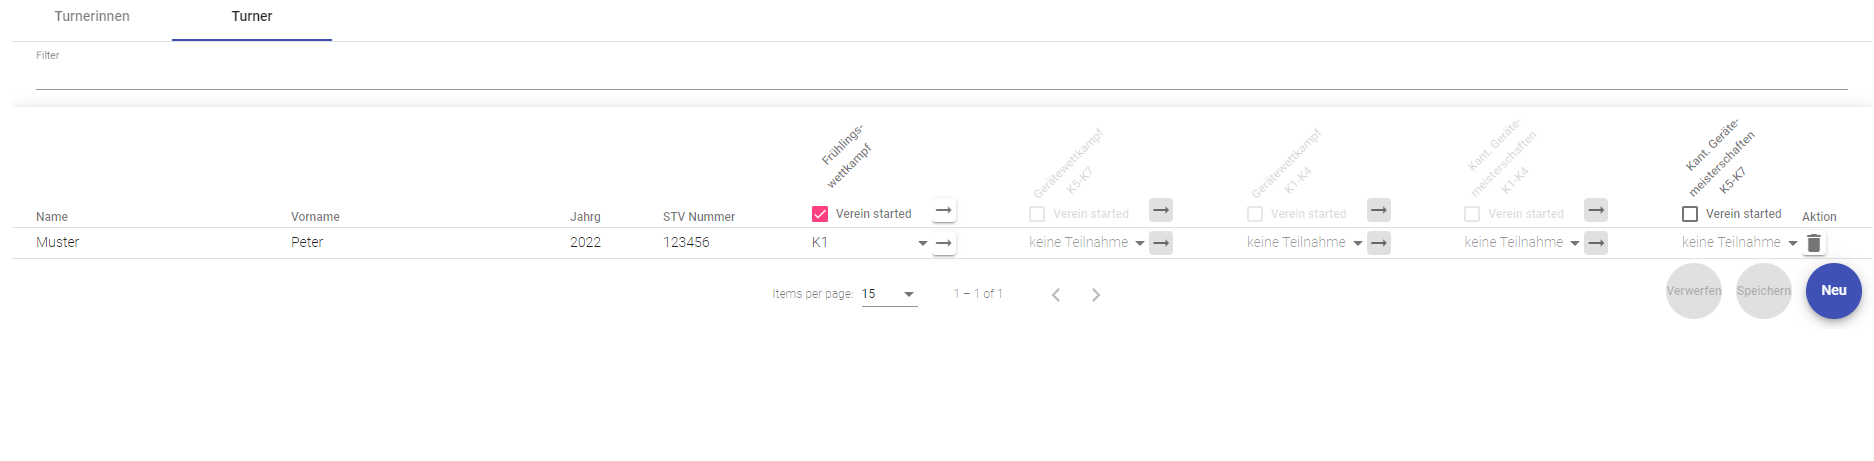 Turnerinnen Turner
Filter
Frühlings-
wettkampf
Gerätewettkampf
K5-K7
Gerätewettkampf
K1-K4
Kant. Geräte-
meisterschaften
K1-K4
Kant. Geräte-
meisterschaften
K5-K7
Name Vorname Jahrg STV Nummer Verein started Verein started Verein started Verein started Verein started Aktion
Muster Peter 2022 123456 K1 keine Teilnahme keine Teilnahme keine Teilnahme keine Teilnahme
Items per page: 15 1 – 1 of 1 Verwerfen Speichern Neu